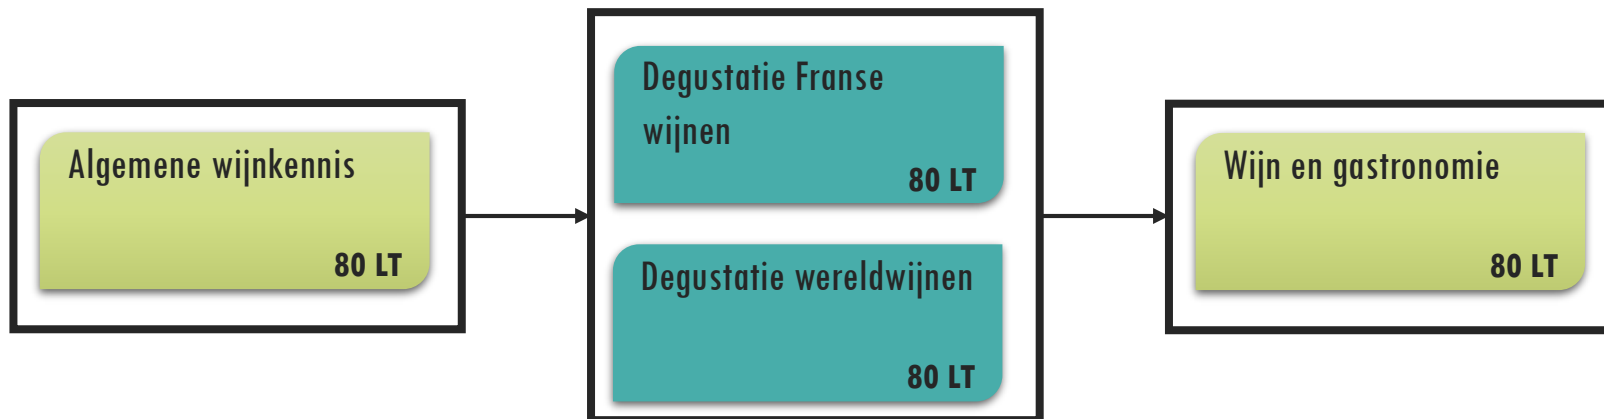 Algemene wijnkennis
80 LT
Degustatie Franse
wijnen
80 LT
Degustatie wereldwijnen
80 LT
Wijn en gastronomie
80 LT